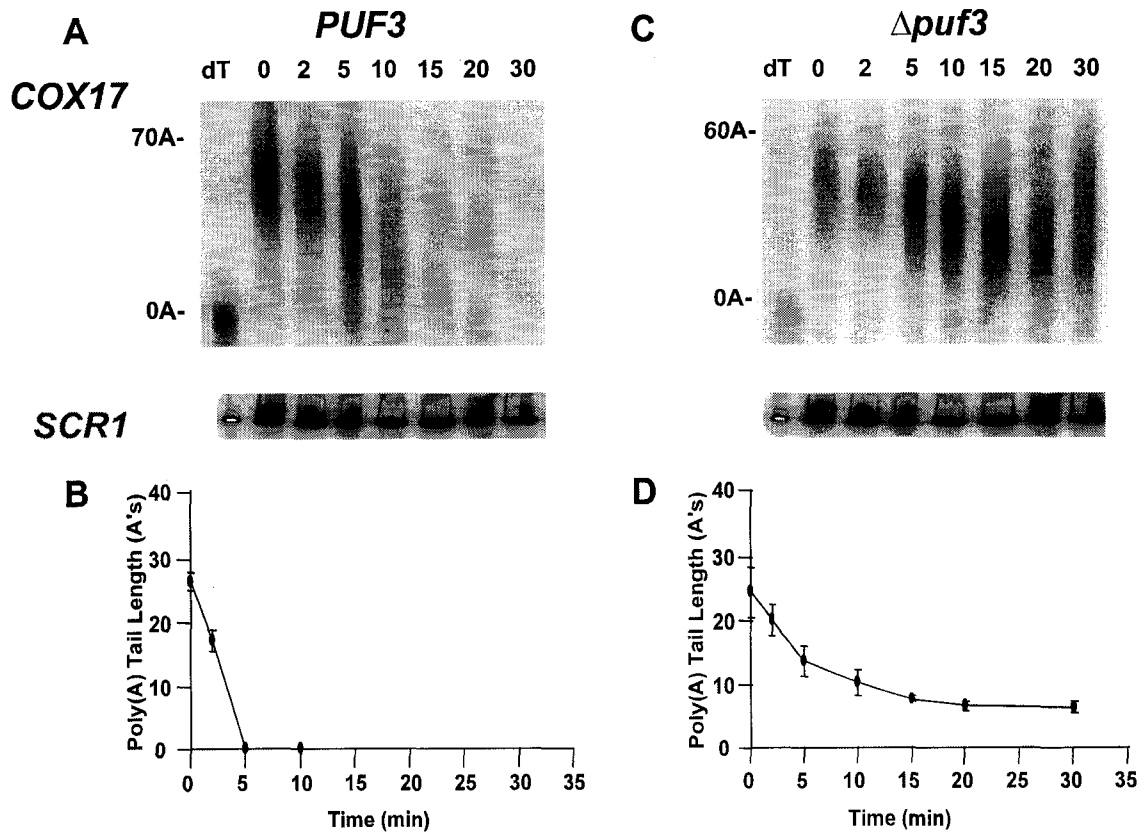 A
PUF3
dT 0 2 5 10 15 20 30
COX17
70A-
0A-
SCR1
C
Δpuf3
dT 0 2 5 10 15 20 30
60A-
0A-
B
Poly(A) Tail Length (A's)
40
30
20
10
0
0 5 10 15 20 25 30 35
Time (min)
D
Poly(A) Tail Length (A's)
40
30
20
10
0
0 5 10 15 20 25 30 35
Time (min)